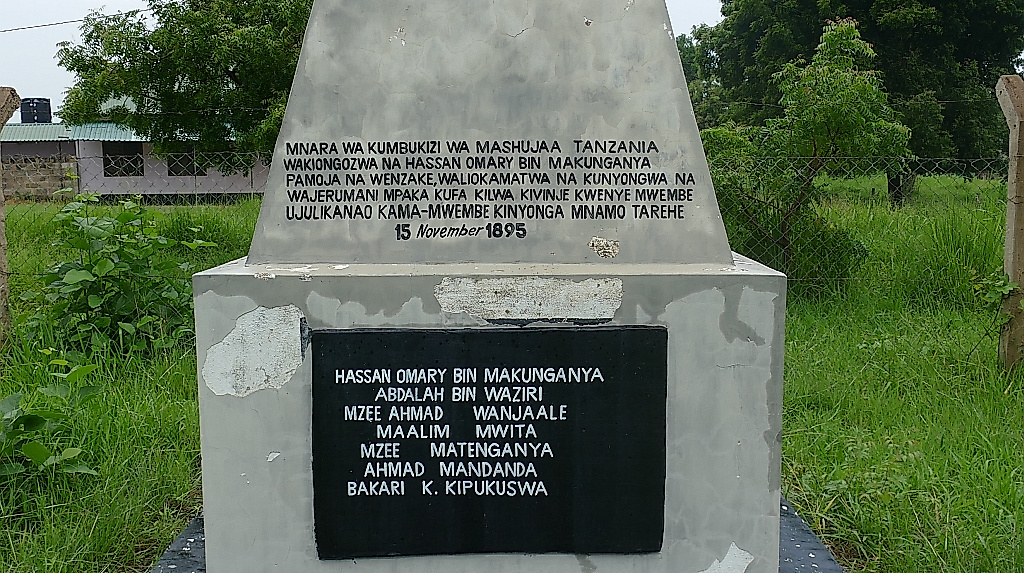 MNARA WA KUMBUKIZI WA MASHUJAA TANZANIA
WAKIONGOZWA NA HASSAN OMARY BIN MAKUNGANYA
PAMOJA NA WENZAKE, WALIOKAMATWA NA KUNYONGWA NA
WAJERUMANI MPAKA KUFA KILWA KIVINJE KWENYE MWEMBE
UJULIKANAO KAMA-MWEMBE KINYONGA MNAMO TAREHE
15 November 1895
HASSAN OMARY BIN MAKUNGANYA
ABDALAH BIN WAZIRI
MZEE AHMAD WANJAALE
MAALIM MWITA
MZEE MATENGANYA
AHMAD MANDANDA
BAKARI K. KIPUKUSWA